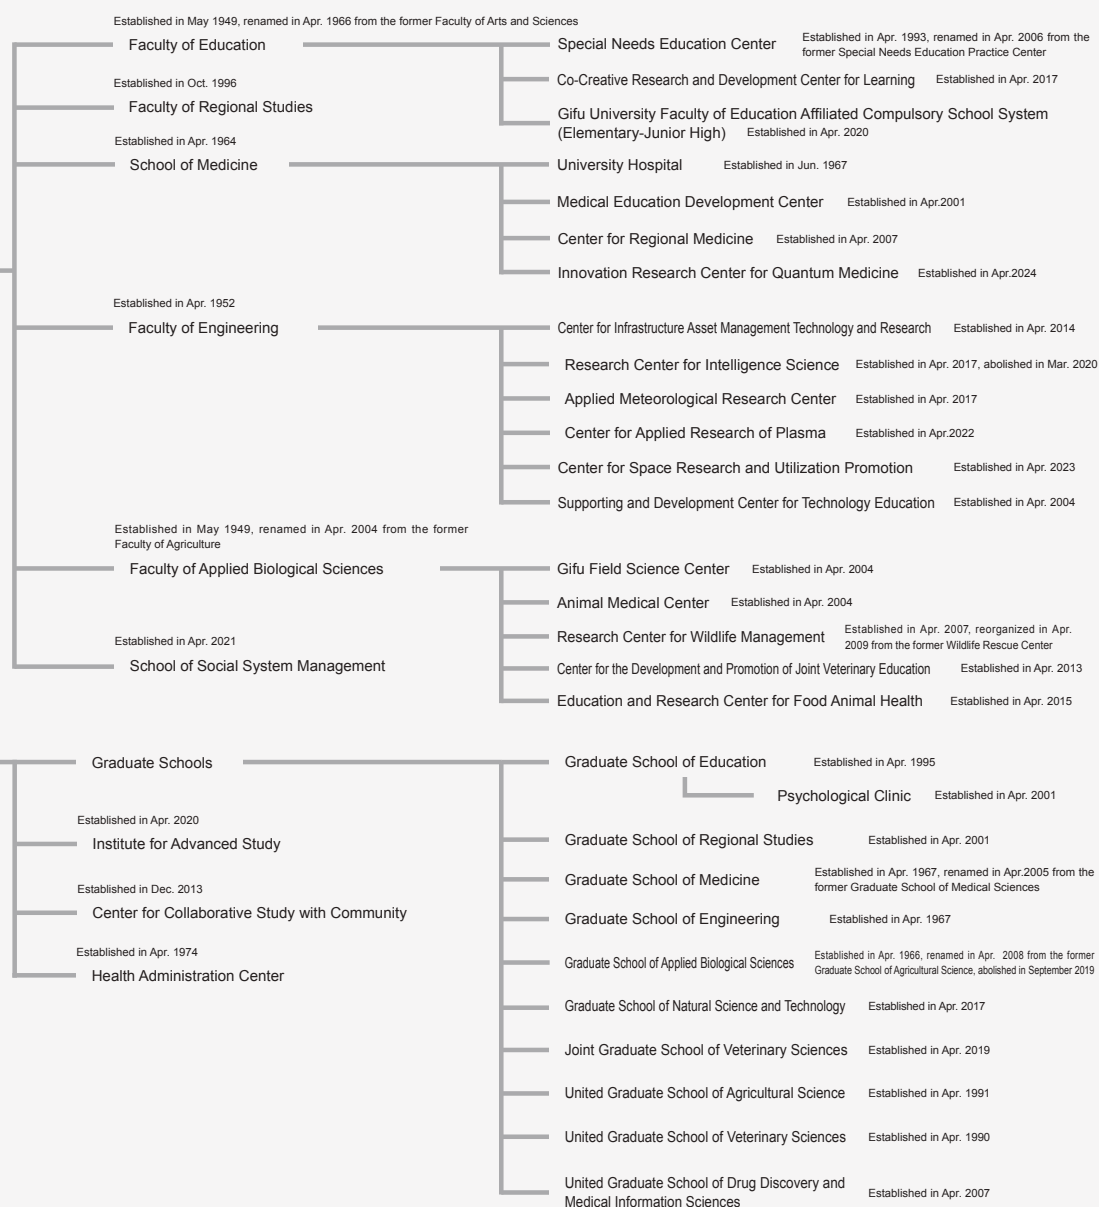 Established in May 1949, renamed in Apr. 1966 from the former Faculty of Arts and Sciences
Faculty of Education
Special Needs Education Center
Established in Apr. 1993, renamed in Apr. 2006 from the
former Special Needs Education Practice Center
Co-Creative Research and Development Center for Learning
Established in Apr. 2017
Gifu University Faculty of Education Affiliated Compulsory School System
(Elementary-Junior High)
Established in Apr. 2020
Established in Oct. 1996
Faculty of Regional Studies
Established in Apr. 1964
School of Medicine
University Hospital
Established in Jun. 1967
Medical Education Development Center
Established in Apr.2001
Center for Regional Medicine
Established in Apr. 2007
Innovation Research Center for Quantum Medicine
Established in Apr.2024
Established in Apr. 1952
Faculty of Engineering
Center for Infrastructure Asset Management Technology and Research
Established in Apr. 2014
Research Center for Intelligence Science
Established in Apr. 2017, abolished in Mar. 2020
Applied Meteorological Research Center
Established in Apr. 2017
Center for Applied Research of Plasma
Established in Apr.2022
Center for Space Research and Utilization Promotion
Established in Apr. 2023
Supporting and Development Center for Technology Education
Established in Apr. 2004
Established in May 1949, renamed in Apr. 2004 from the former
Faculty of Agriculture
Faculty of Applied Biological Sciences
Gifu Field Science Center
Established in Apr. 2004
Animal Medical Center
Established in Apr. 2004
Research Center for Wildlife Management
Established in Apr. 2007, reorganized in Apr.
2009 from the former Wildlife Rescue Center
Center for the Development and Promotion of Joint Veterinary Education
Established in Apr. 2013
Education and Research Center for Food Animal Health
Established in Apr. 2015
Established in Apr. 2021
School of Social System Management
Graduate Schools
Graduate School of Education
Established in Apr. 1995
Psychological Clinic
Established in Apr. 2001
Graduate School of Regional Studies
Established in Apr. 2001
Graduate School of Medicine
Established in Apr. 1967, renamed in Apr.2005 from the
former Graduate School of Medical Sciences
Graduate School of Engineering
Established in Apr. 1967
Graduate School of Applied Biological Sciences
Established in Apr. 1966, renamed in Apr. 2008 from the former
Graduate School of Agricultural Science, abolished in September 2019
Graduate School of Natural Science and Technology
Established in Apr. 2017
Joint Graduate School of Veterinary Sciences
Established in Apr. 2019
United Graduate School of Agricultural Science
Established in Apr. 1991
United Graduate School of Veterinary Sciences
Established in Apr. 1990
United Graduate School of Drug Discovery and
Medical Information Sciences
Established in Apr. 2007
Established in Apr. 2020
Institute for Advanced Study
Established in Dec. 2013
Center for Collaborative Study with Community
Established in Apr. 1974
Health Administration Center